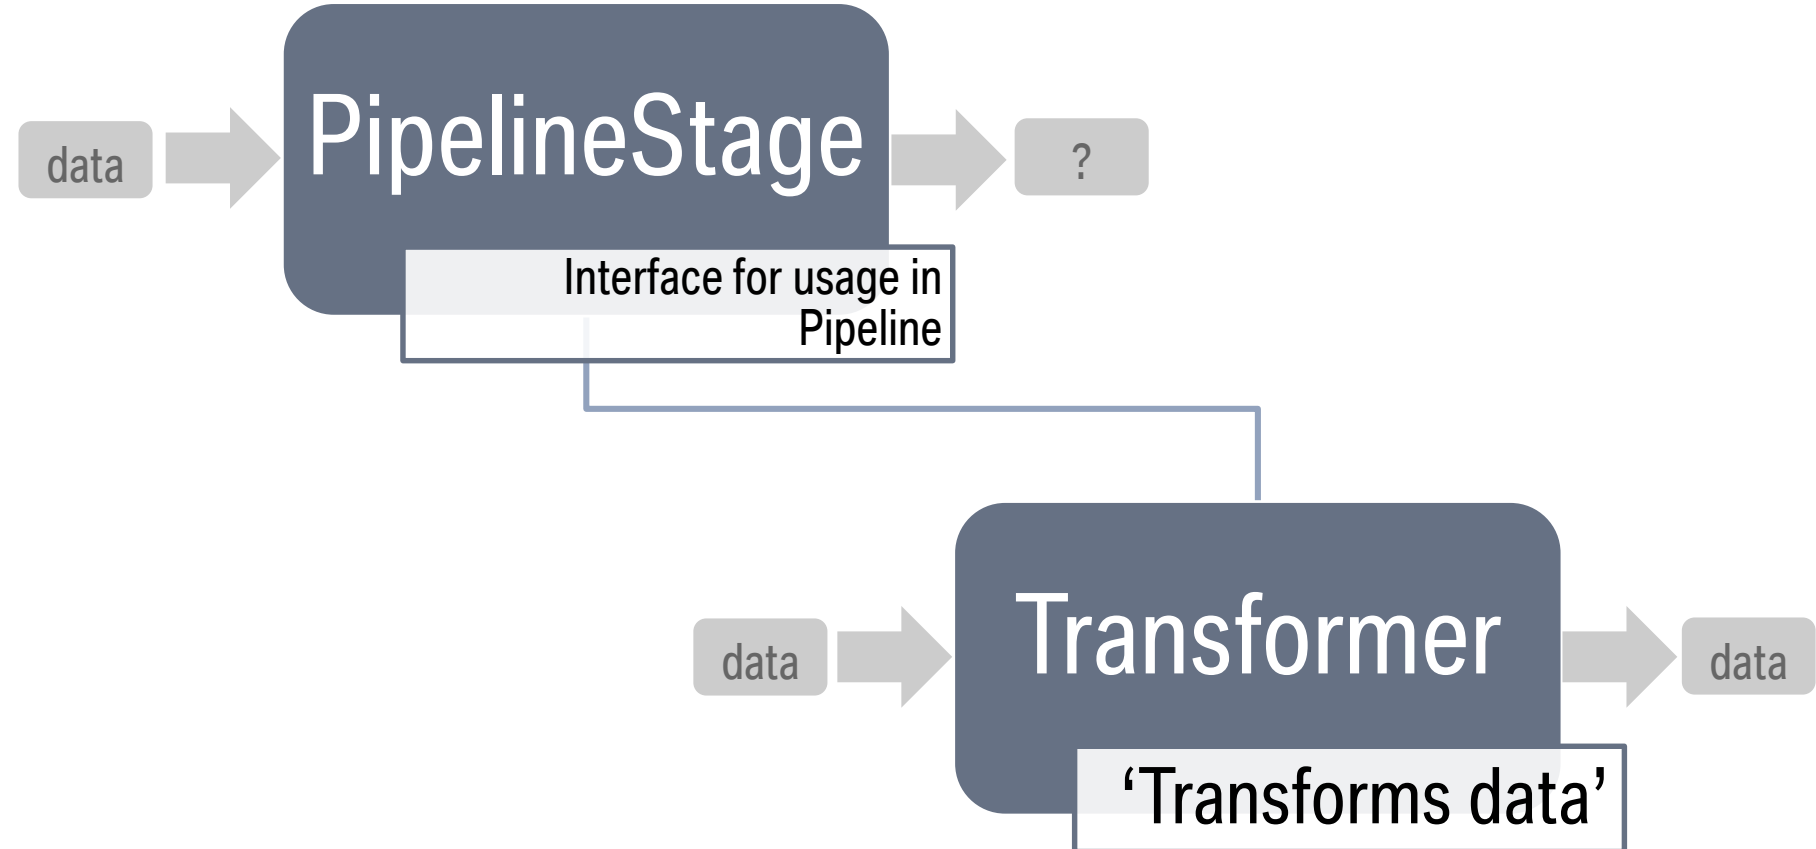 data
PipelineStage
?
Interface for usage in
Pipeline
data
Transformer
data
‘Transforms data’